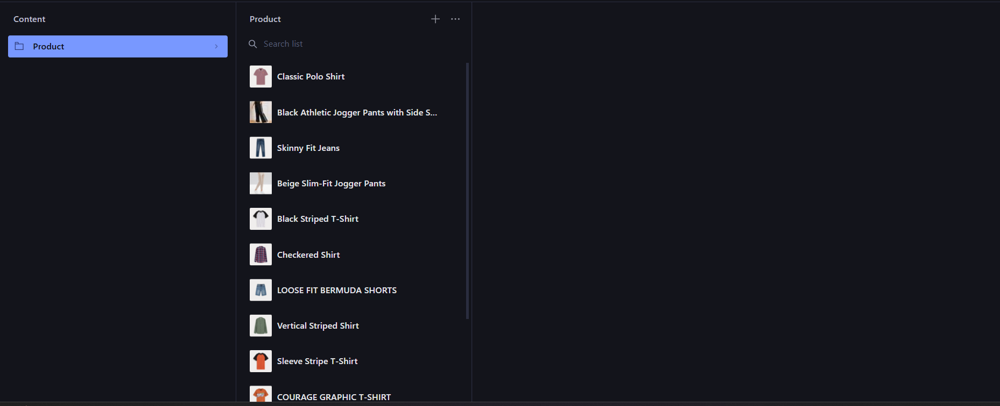 Content
Product
Product
Search list
Classic Polo Shirt
Black Athletic Jogger Pants with Side S...
Skinny Fit Jeans
Beige Slim-Fit Jogger Pants
Black Striped T-Shirt
Checkered Shirt
LOOSE FIT BERMUDA SHORTS
Vertical Striped Shirt
Sleeve Stripe T-Shirt
COURAGE GRAPHIC T-SHIRT